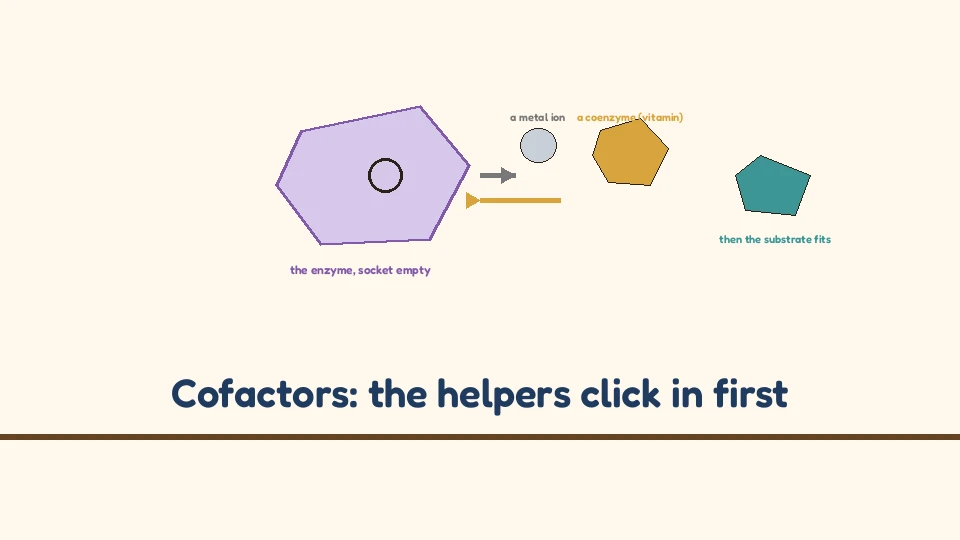 a metal ion
a coenzyme (vitamin)
then the substrate fits
the enzyme, socket empty
Cofactors: the helpers click in first